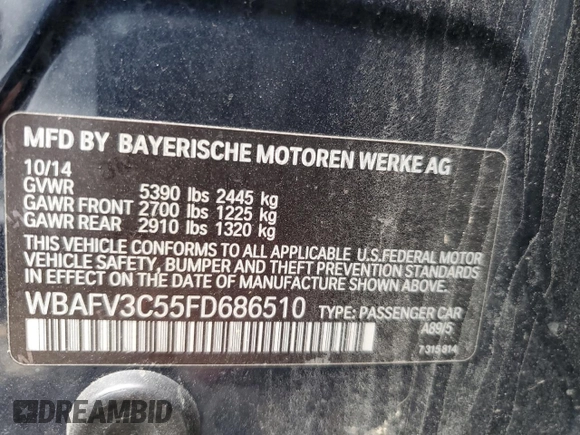 MFD BY BAYERISCHE MOTOREN WERKE AG
10/14
GVWR 5390 lbs 2445 kg
GAWR FRONT 2700 lbs 1225 kg
GAWR REAR 2910 lbs 1320 kg
THIS VEHICLE CONFORMS TO ALL APPLICABLE U.S.FEDERAL MOTOR
VEHICLE SAFETY, BUMPER AND THEFT PREVENTION STANDARDS
IN EFFECT ON THE DATE OF MANUFACTURE SHOWN ABOVE.
WBAFV3C55FD686510 TYPE: PASSENGER CAR
A89/5
7315814
DREAMBID